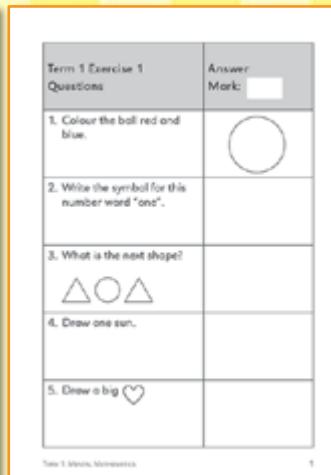 Term 1 Exercise 1
Questions
Answer
Mark:
1. Colour the ball red and
blue.
2. Write the symbol for this
number word "one".
3. What is the next shape?
4. Draw one sun.
5. Draw a big
Term 1: Mental Mathematics
1